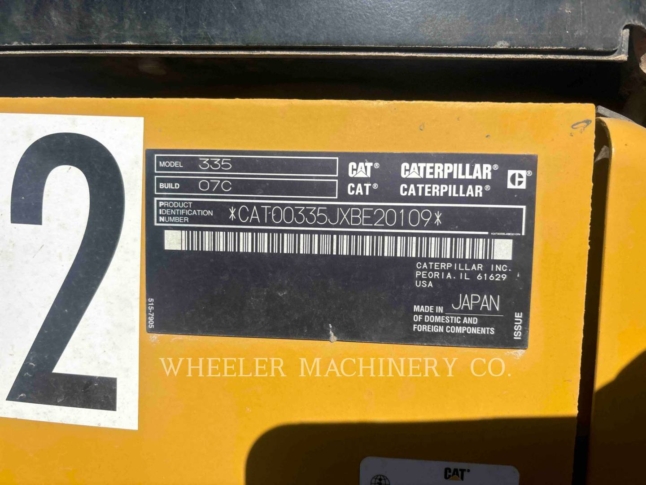 2
MODEL 335 CAT® CATERPILLAR®
BUILD 07C CAT® CATERPILLAR®
PRODUCT IDENTIFICATION N *CAT00335JXBE20109*
CATERPILLAR INC.
PEORIA, IL 61629
USA
MADE IN JAPAN
OF DOMESTIC AND
FOREIGN COMPONENTS
ISSUE
515-7905
WHEELER MACHINERY CO.
CAT